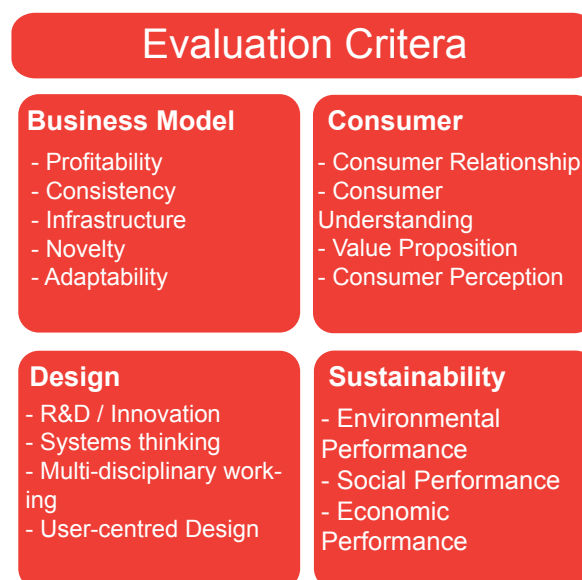 Evaluation Critera
Business Model
- Profitability
- Consistency
- Infrastructure
- Novelty
- Adaptability
Consumer
- Consumer Relationship
- Consumer
Understanding
- Value Proposition
- Consumer Perception
Design
- R&D / Innovation
- Systems thinking
- Multi-disciplinary work-
ing
- User-centred Design
Sustainability
- Environmental
Performance
- Social Performance
- Economic
Performance